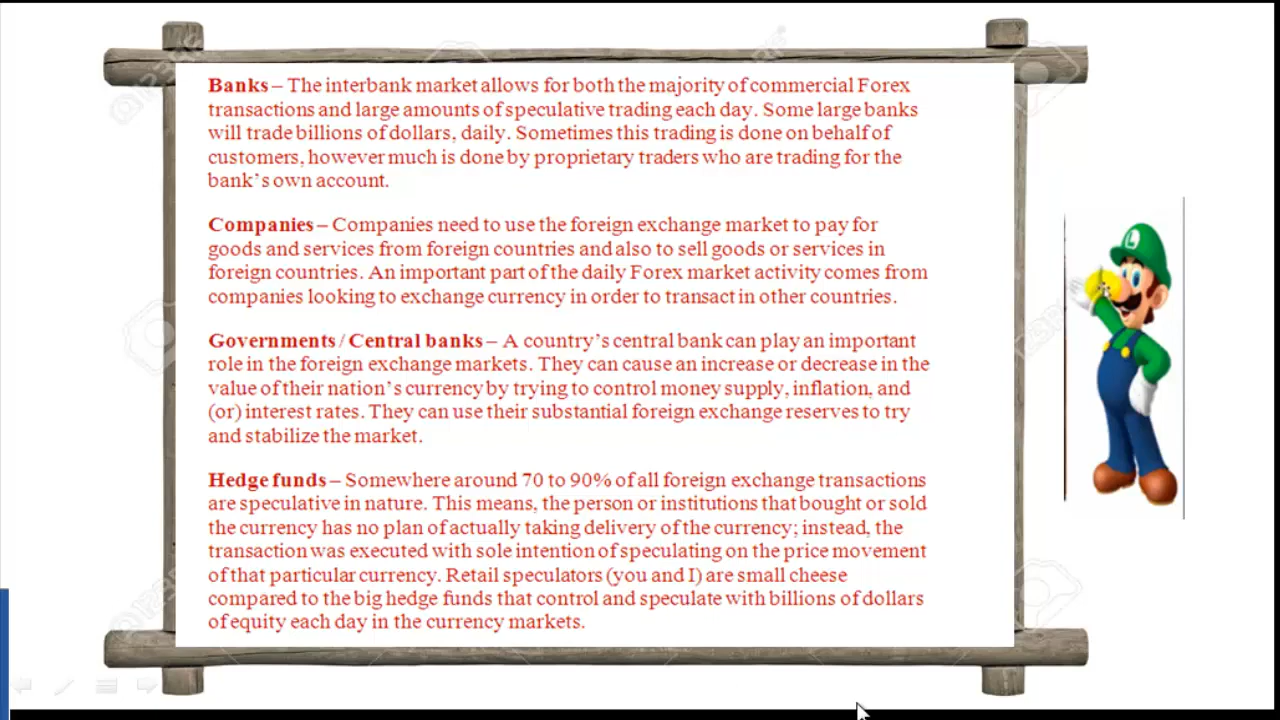 Banks – The interbank market allows for both the majority of commercial Forex
transactions and large amounts of speculative trading each day. Some large banks
will trade billions of dollars, daily. Sometimes this trading is done on behalf of
customers, however much is done by proprietary traders who are trading for the
bank's own account.
Companies – Companies need to use the foreign exchange market to pay for
goods and services from foreign countries and also to sell goods or services in
foreign countries. An important part of the daily Forex market activity comes from
companies looking to exchange currency in order to transact in other countries.
Governments / Central banks – A country's central bank can play an important
role in the foreign exchange markets. They can cause an increase or decrease in the
value of their nation's currency by trying to control money supply, inflation, and
(or) interest rates. They can use their substantial foreign exchange reserves to try
and stabilize the market.
Hedge funds – Somewhere around 70 to 90% of all foreign exchange transactions
are speculative in nature. This means, the person or institutions that bought or sold
the currency has no plan of actually taking delivery of the currency; instead, the
transaction was executed with sole intention of speculating on the price movement
of that particular currency. Retail speculators (you and I) are small cheese
compared to the big hedge funds that control and speculate with billions of dollars
of equity each day in the currency markets.
L